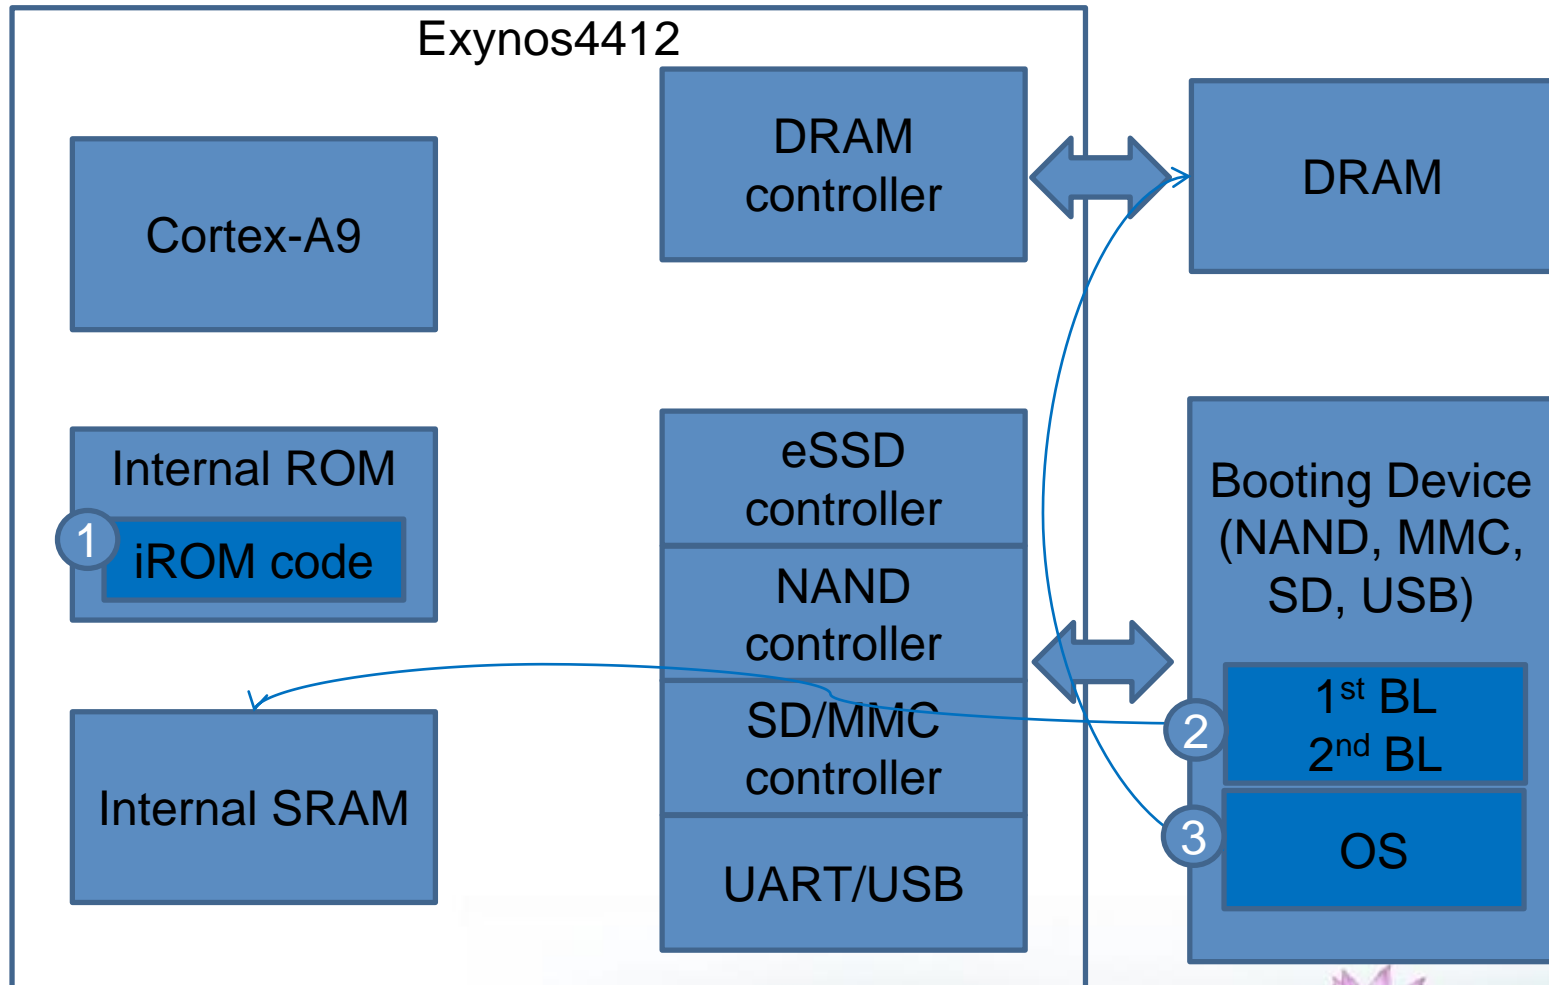 Exynos4412
Cortex-A9
Internal ROM
1
iROM code
Internal SRAM
DRAM
controller
eSSD
controller
NAND
controller
SD/MMC
controller
UART/USB
DRAM
Booting Device
(NAND, MMC,
SD, USB)
2
1st BL
2nd BL
3
OS